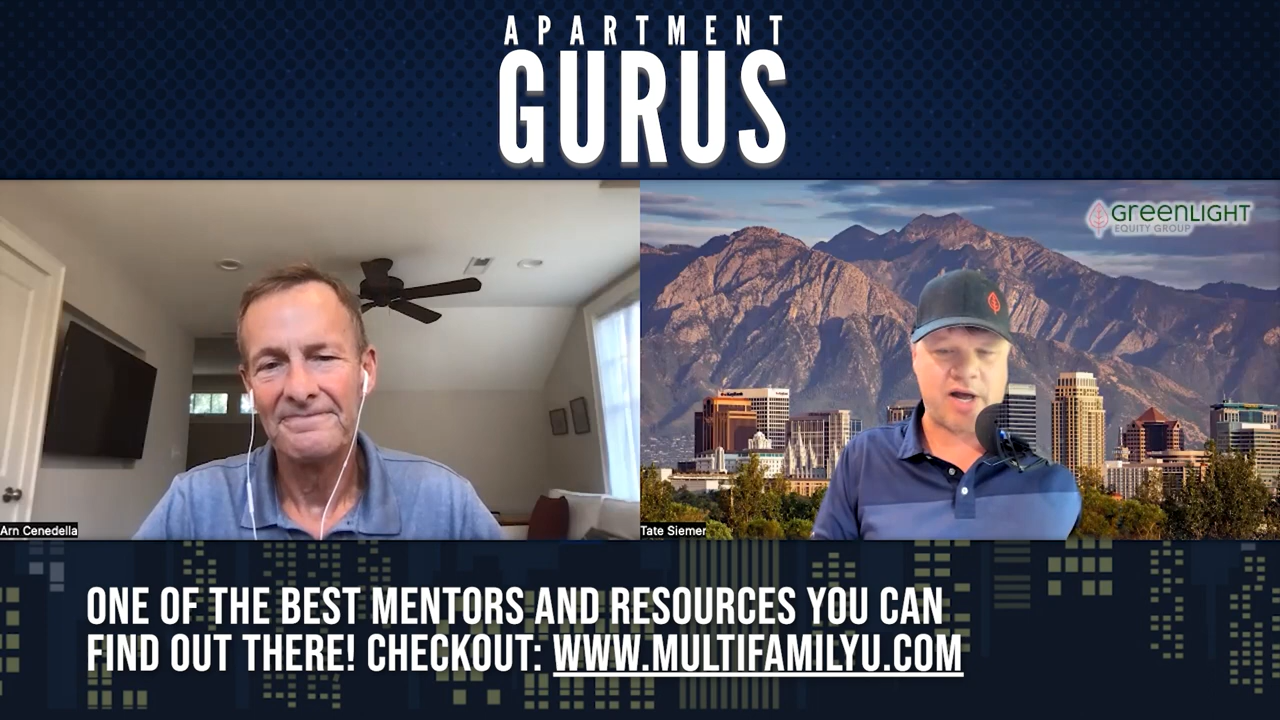 APARTMENT
GURUS
GREENLIGHT
EQUITY GROUP
Arn Cenedella
Tate Siemer
ONE OF THE BEST MENTORS AND RESOURCES YOU CAN
FIND OUT THERE! CHECKOUT: WWW.MULTIFAMILYU.COM